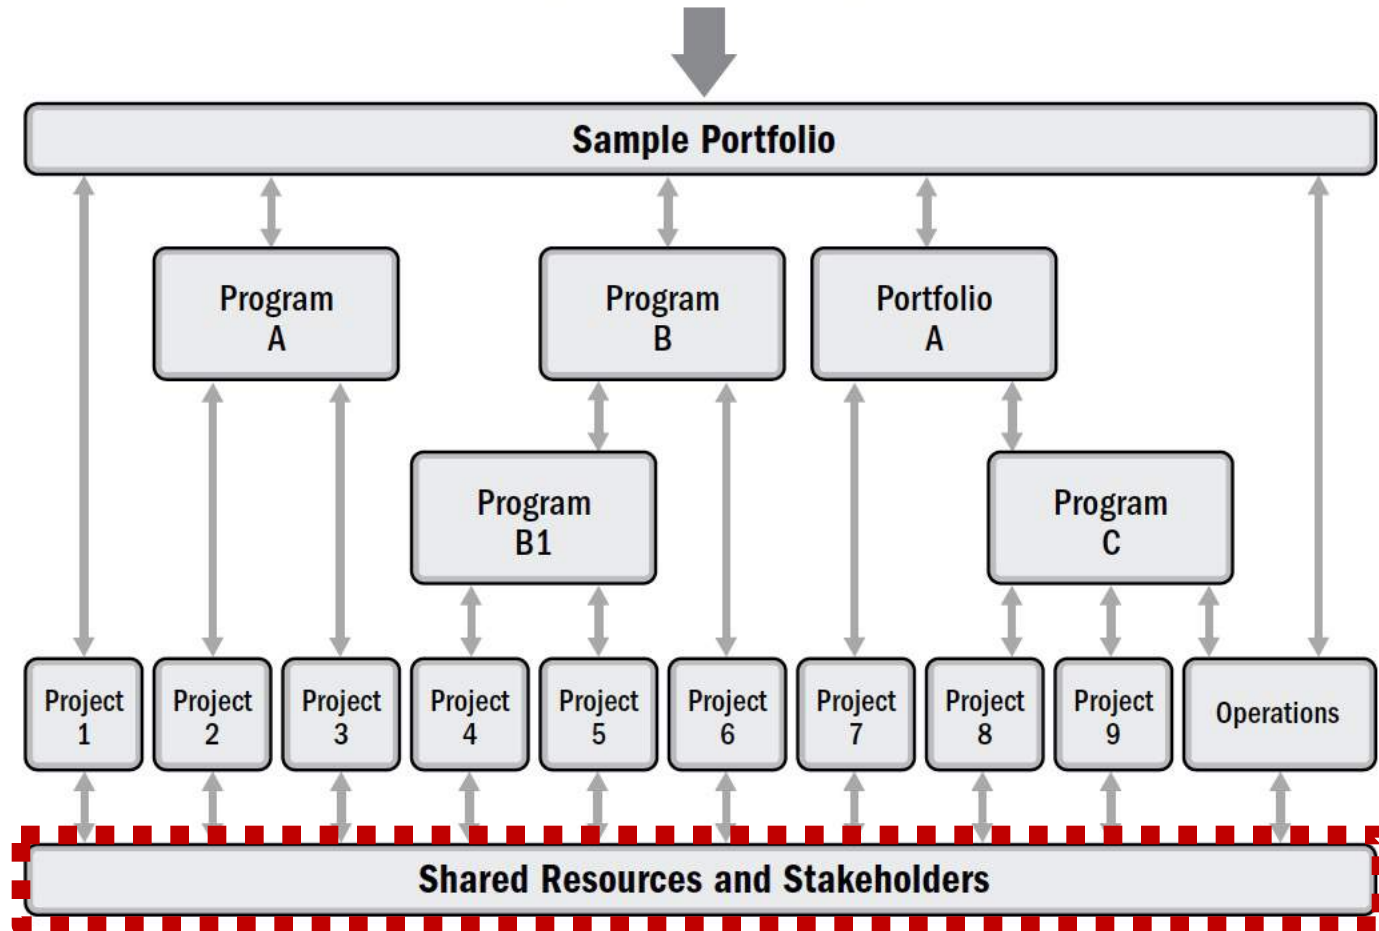 Sample Portfolio
Program
A
Program
B
Portfolio
A
Program
B1
Program
C
Project
1
Project
2
Project
3
Project
4
Project
5
Project
6
Project
7
Project
8
Project
9
Operations
Shared Resources and Stakeholders